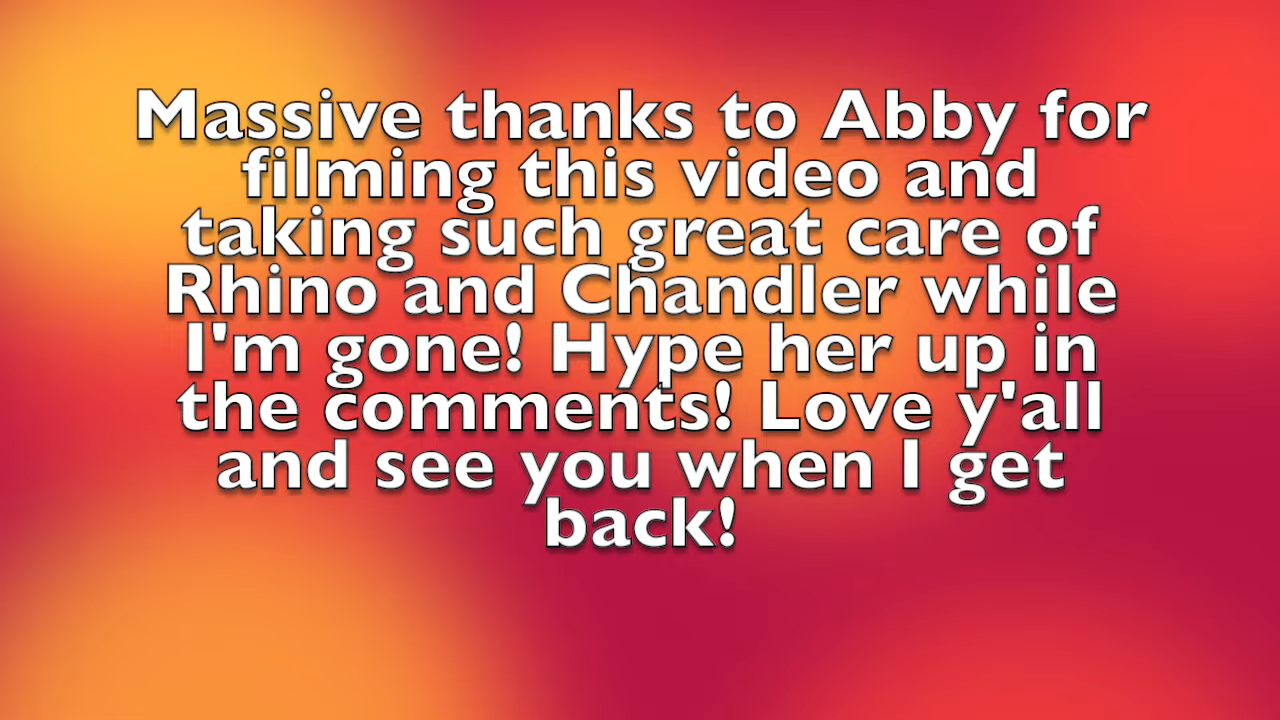 Massive thanks to Abby for
filming this video and
taking such great care of
Rhino and Chandler while
I'm gone! Hype her up in
the comments! Love y'all
and see you when I get
back!